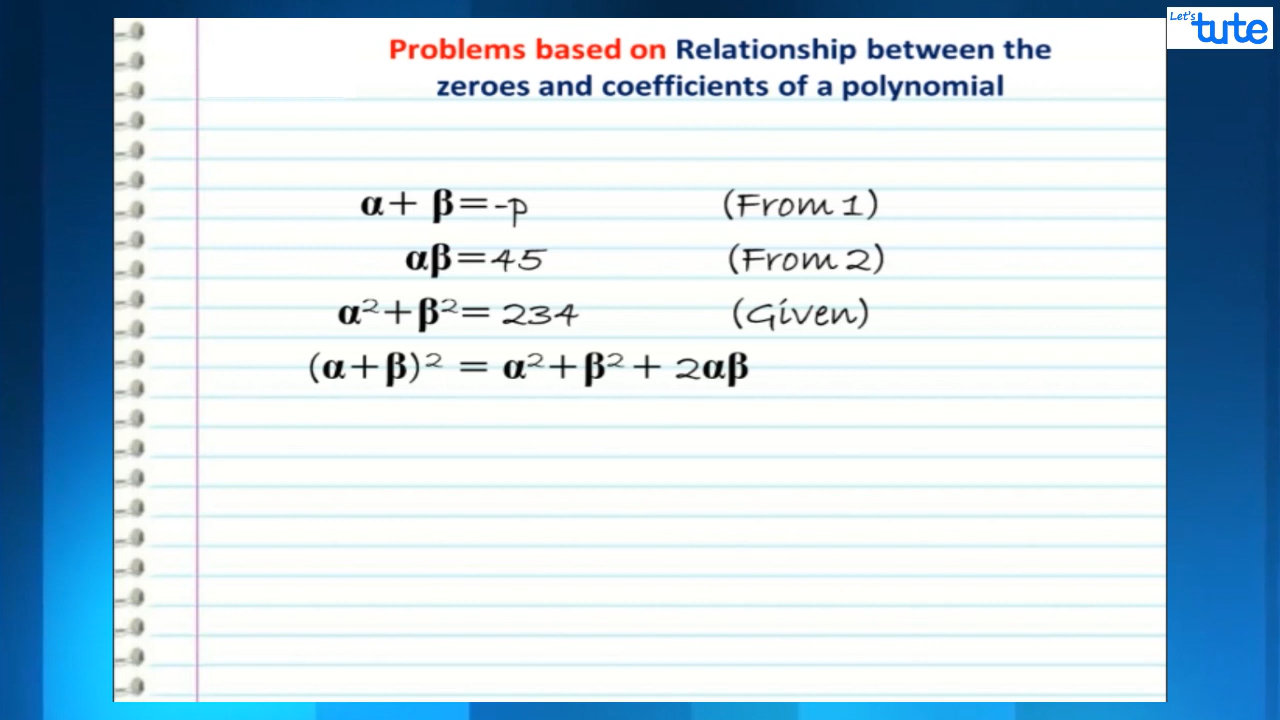 Let's tute
Problems based on Relationship between the
zeroes and coefficients of a polynomial
α+ β=-p (From 1)
αβ=45 (From 2)
α²+β²= 234 (Given)
(α+β)² = α²+β²+ 2αβ